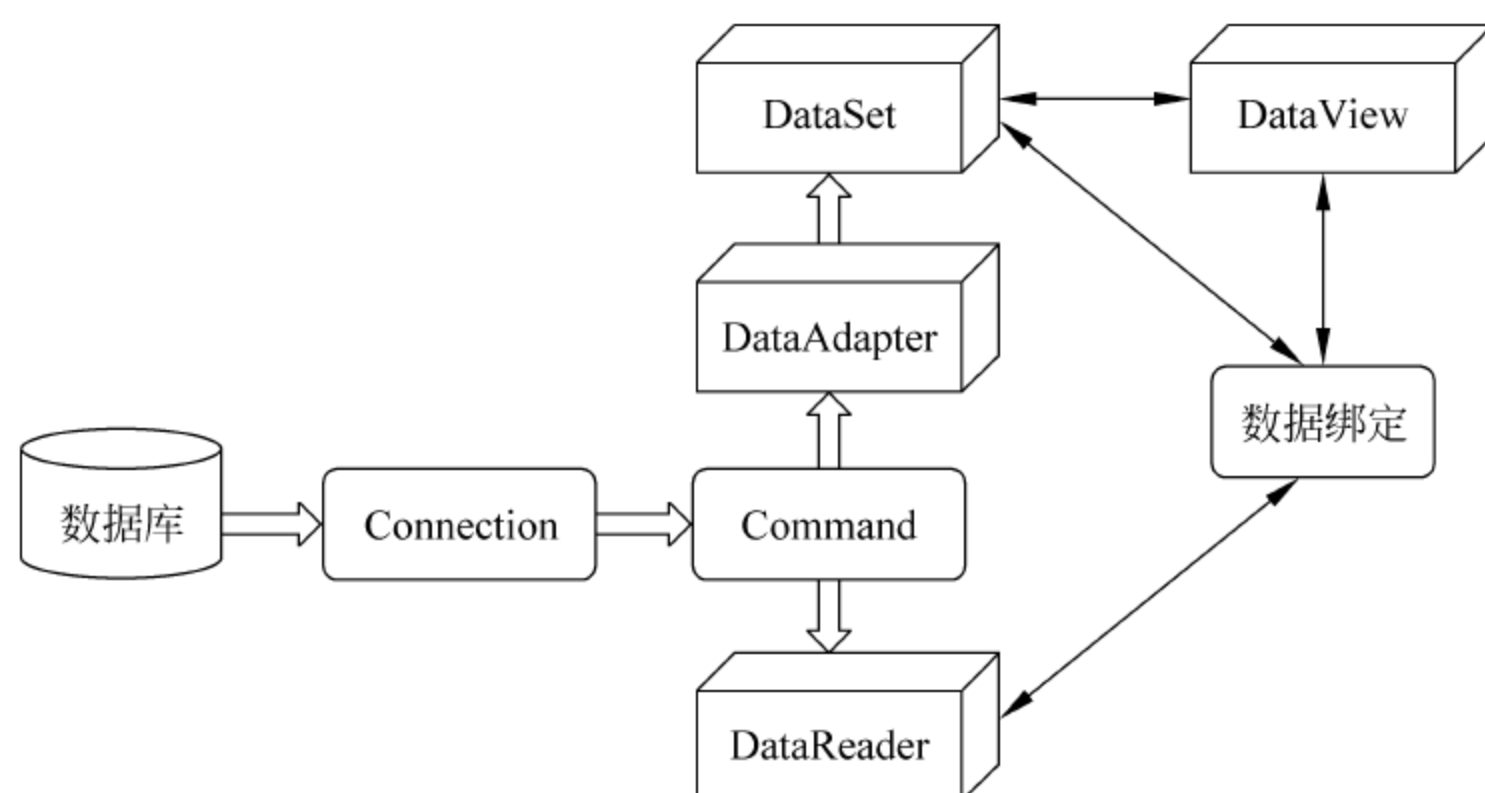 DataSet
DataView
DataAdapter
数据绑定
数据库
Connection
Command
DataReader